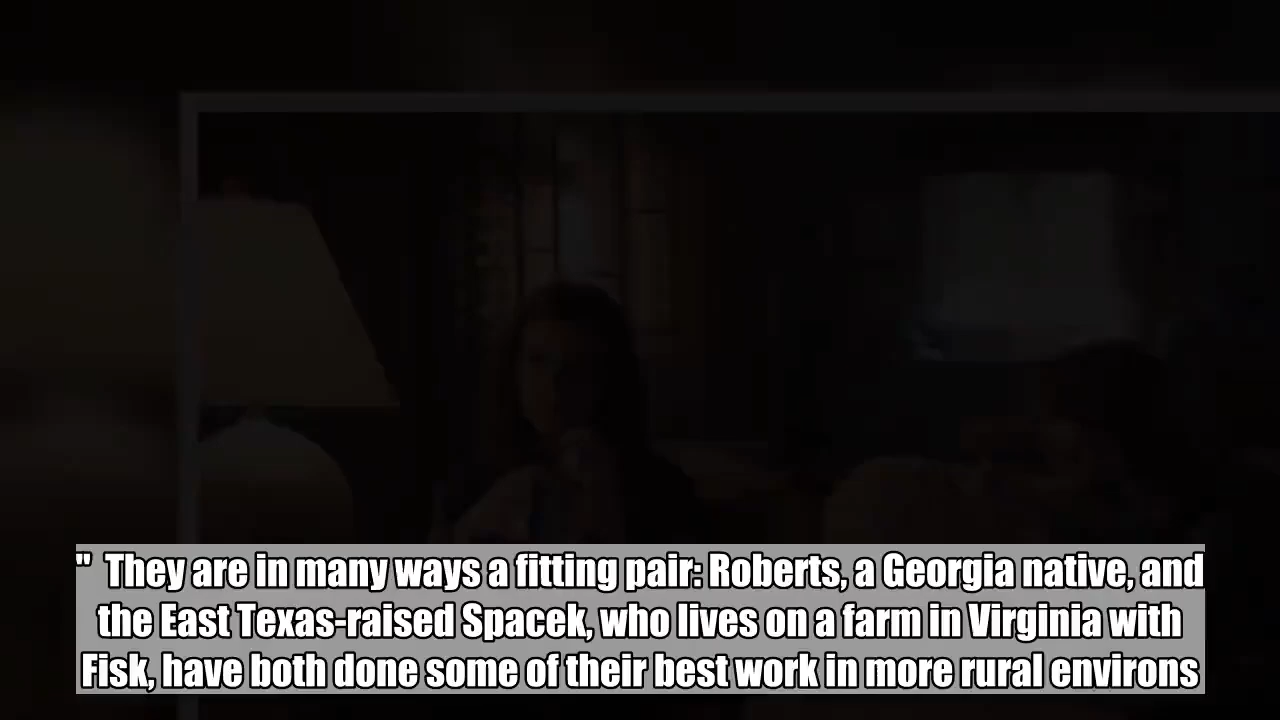 "  They are in many ways a fitting pair: Roberts, a Georgia native, and
the East Texas-raised Spacek, who lives on a farm in Virginia with
Fisk, have both done some of their best work in more rural environs